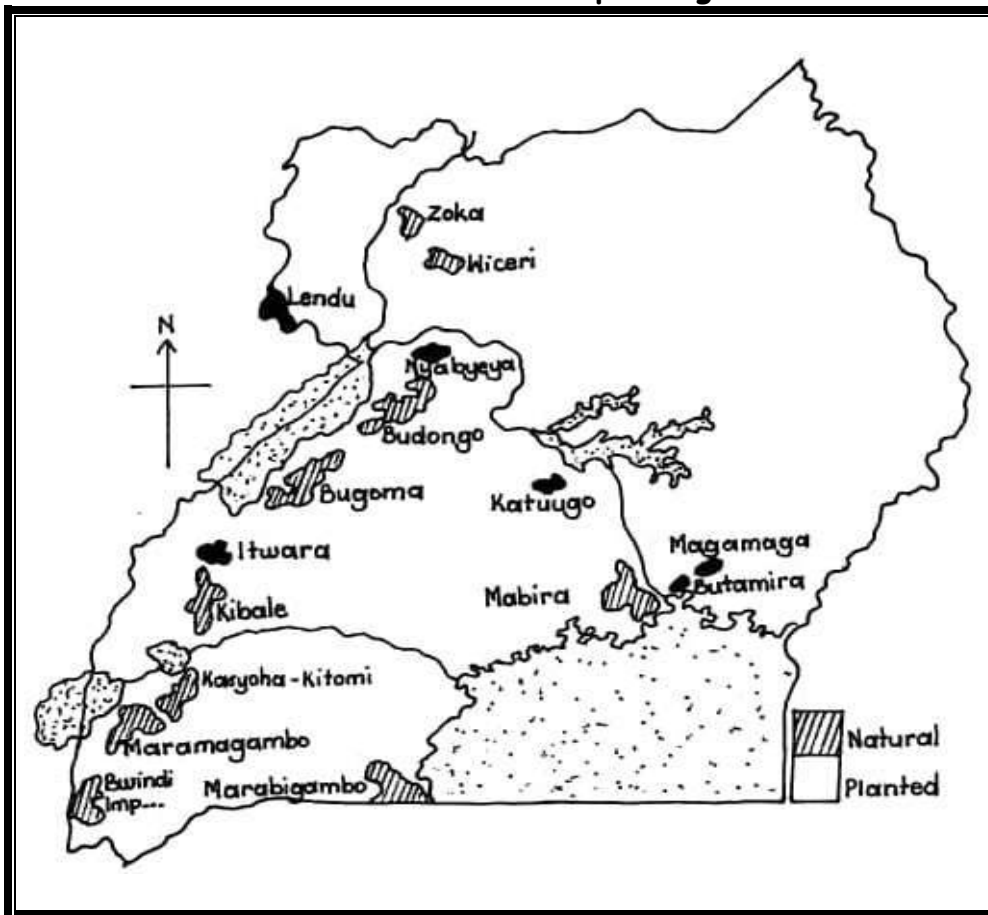 Zoka
Wiceri
Lendu
N
Nyabyeya
Budongo
Bugoma
Katuugo
Itwara
Magamaga
Butamira
Mabira
Kibale
Kasyoha-Kitomi
Maramagambo
Natural
Bwindi
Imp...
Marabigambo
Planted